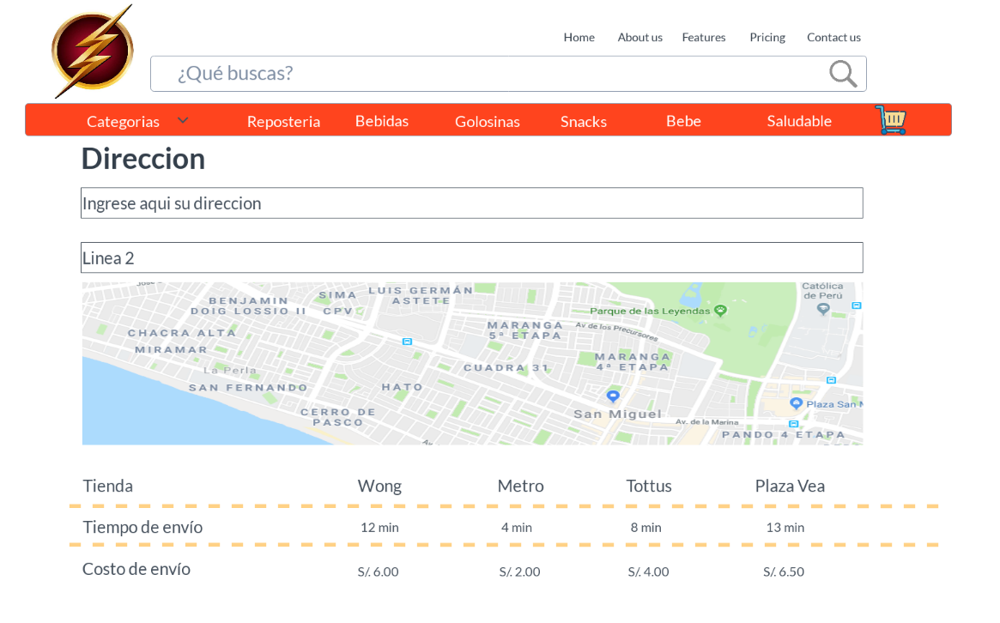 Home About us Features Pricing Contact us
¿Qué buscas?
Categorias Reposteria Bebidas Golosinas Snacks Bebe Saludable
Direccion
Ingrese aqui su direccion
Linea 2
Católica
de Perú
SIMA
CPV
LUIS GERMÁN
ASTETE
BENJAMIN
DOIG LOSSIO II
Parque de las Leyendas
CHACRA ALTA
MARANGA
5ª ETAPA
Av de los Precursores
MIRAMAR
MARANGA
4ª ETAPA
La Perla
CUADRA 31
SAN FERNANDO
HATO
Plaza San M
CERRO DE
PASCO
San Miguel
Av. de la Marina
PANDO 4 ETAPA
Tienda Wong Metro Tottus Plaza Vea
Tiempo de envío 12 min 4 min 8 min 13 min
Costo de envío S/. 6.00 S/. 2.00 S/. 4.00 S/. 6.50